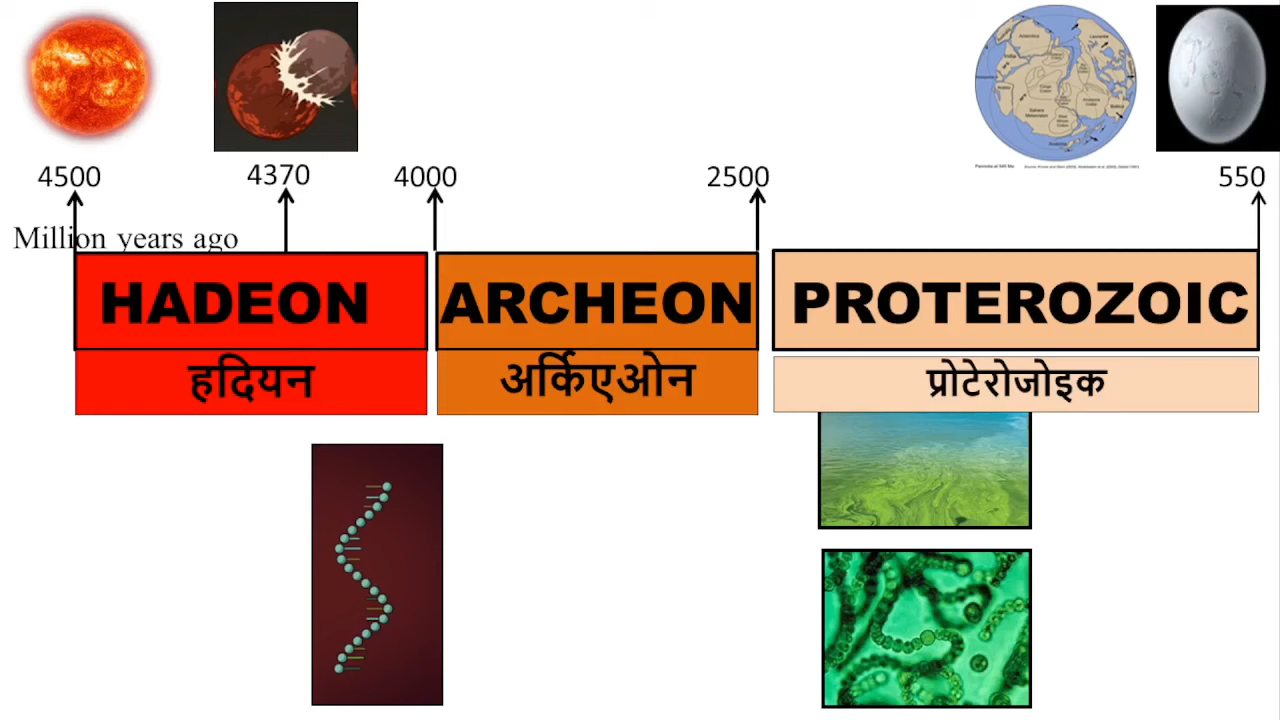 4500
4370
4000
2500
550
Million years ago
HADEON
ARCHEON
PROTEROZOIC
हदियन
अर्किएओन
प्रोटेरोजोइक